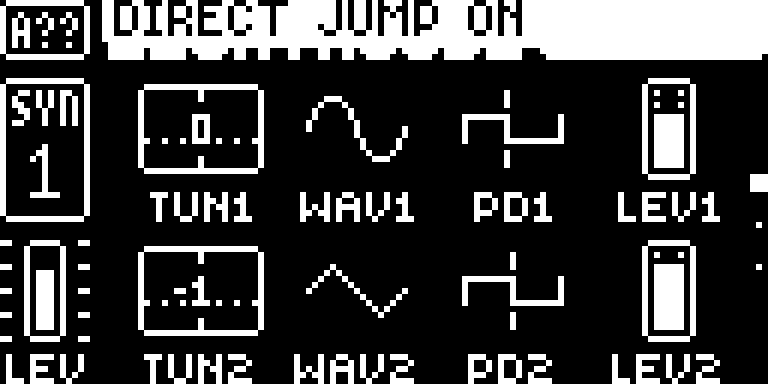 A?? DIRECT JUMP ON
SYN
1
0
TUN1 WAV1 PD1 LEV1
-1
LEV TUN2 WAV2 PD2 LEV2